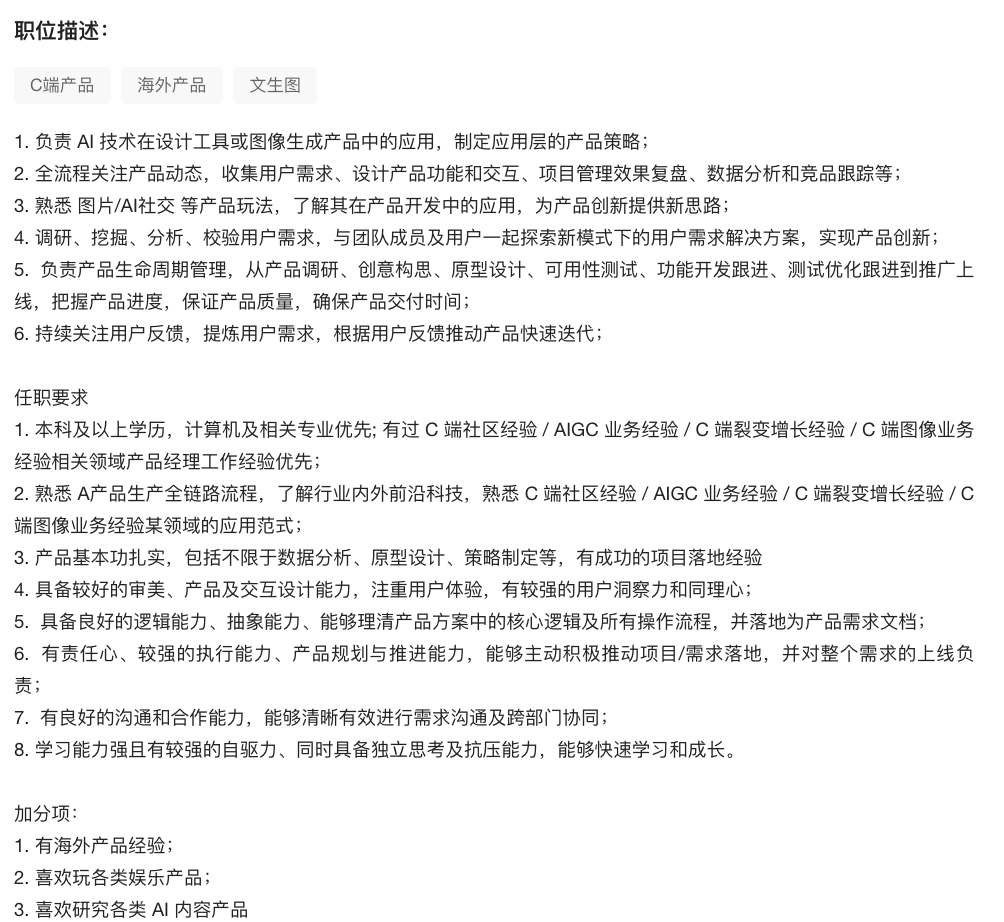 职位描述：
C端产品 海外产品 文生图
1. 负责 AI 技术在设计工具或图像生成产品中的应用，制定应用层的产品策略；
2. 全流程关注产品动态，收集用户需求、设计产品功能和交互、项目管理效果复盘、数据分析和竞品跟踪等；
3. 熟悉 图片/AI社交 等产品玩法，了解其在产品开发中的应用，为产品创新提供新思路；
4. 调研、挖掘、分析、校验用户需求，与团队成员及用户一起探索新模式下的用户需求解决方案，实现产品创新；
5.  负责产品生命周期管理，从产品调研、创意构思、原型设计、可用性测试、功能开发跟进、测试优化跟进到推广上
线，把握产品进度，保证产品质量，确保产品交付时间；
6. 持续关注用户反馈，提炼用户需求，根据用户反馈推动产品快速迭代；
任职要求
1. 本科及以上学历，计算机及相关专业优先; 有过 C 端社区经验 / AIGC 业务经验 / C 端裂变增长经验 / C 端图像业务
经验相关领域产品经理工作经验优先；
2. 熟悉 A产品生产全链路流程，了解行业内外前沿科技，熟悉 C 端社区经验 / AIGC 业务经验 / C 端裂变增长经验 / C
端图像业务经验某领域的应用范式；
3. 产品基本功扎实，包括不限于数据分析、原型设计、策略制定等，有成功的项目落地经验
4. 具备较好的审美、产品及交互设计能力，注重用户体验，有较强的用户洞察力和同理心；
5.  具备良好的逻辑能力、抽象能力、能够理清产品方案中的核心逻辑及所有操作流程，并落地为产品需求文档；
6.  有责任心、较强的执行能力、产品规划与推进能力，能够主动积极推动项目/需求落地，并对整个需求的上线负
责；
7.  有良好的沟通和合作能力，能够清晰有效进行需求沟通及跨部门协同；
8. 学习能力强且有较强的自驱力、同时具备独立思考及抗压能力，能够快速学习和成长。
加分项：
1. 有海外产品经验；
2. 喜欢玩各类娱乐产品；
3. 喜欢研究各类 AI 内容产品